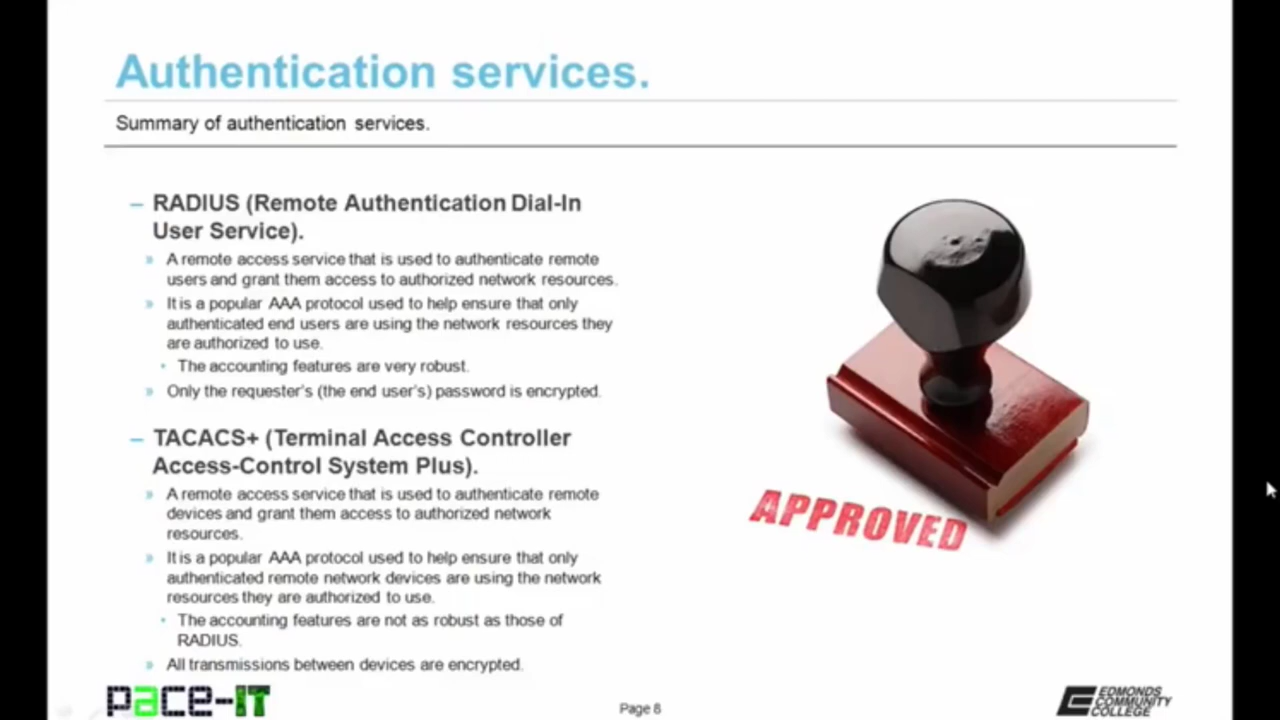 Authentication services.
Summary of authentication services.
– RADIUS (Remote Authentication Dial-In
User Service).
» A remote access service that is used to authenticate remote
users and grant them access to authorized network resources.
» It is a popular AAA protocol used to help ensure that only
authenticated end users are using the network resources they
are authorized to use.
• The accounting features are very robust.
» Only the requester's (the end user's) password is encrypted.
– TACACS+ (Terminal Access Controller
Access-Control System Plus).
» A remote access service that is used to authenticate remote
devices and grant them access to authorized network
resources.
» It is a popular AAA protocol used to help ensure that only
authenticated remote network devices are using the network
resources they are authorized to use.
• The accounting features are not as robust as those of
RADIUS.
» All transmissions between devices are encrypted.
APPROVED
pace-IT
Page 8
EDMONDS
COMMUNITY
COLLEGE